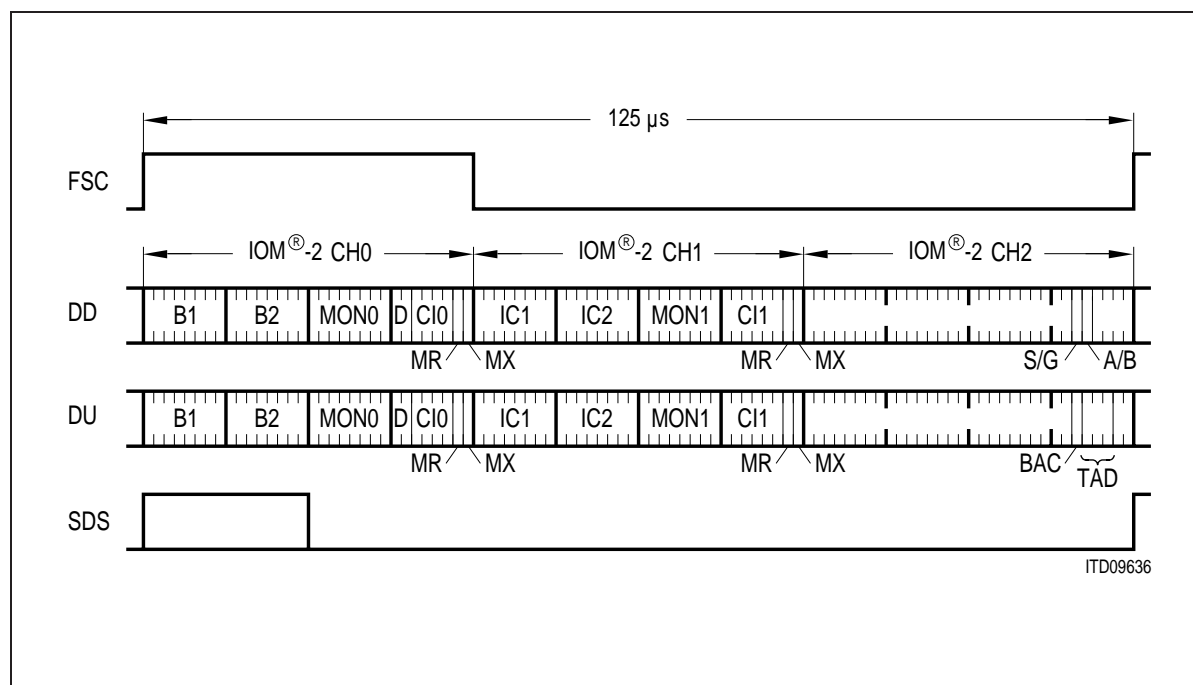 125 µs
FSC
IOM®-2 CH0 IOM®-2 CH1 IOM®-2 CH2
DD B1 B2 MON0 D CI0 IC1 IC2 MON1 CI1
MR MX MR MX S/G A/B
DU B1 B2 MON0 D CI0 IC1 IC2 MON1 CI1
MR MX MR MX BAC TAD
SDS
ITD09636